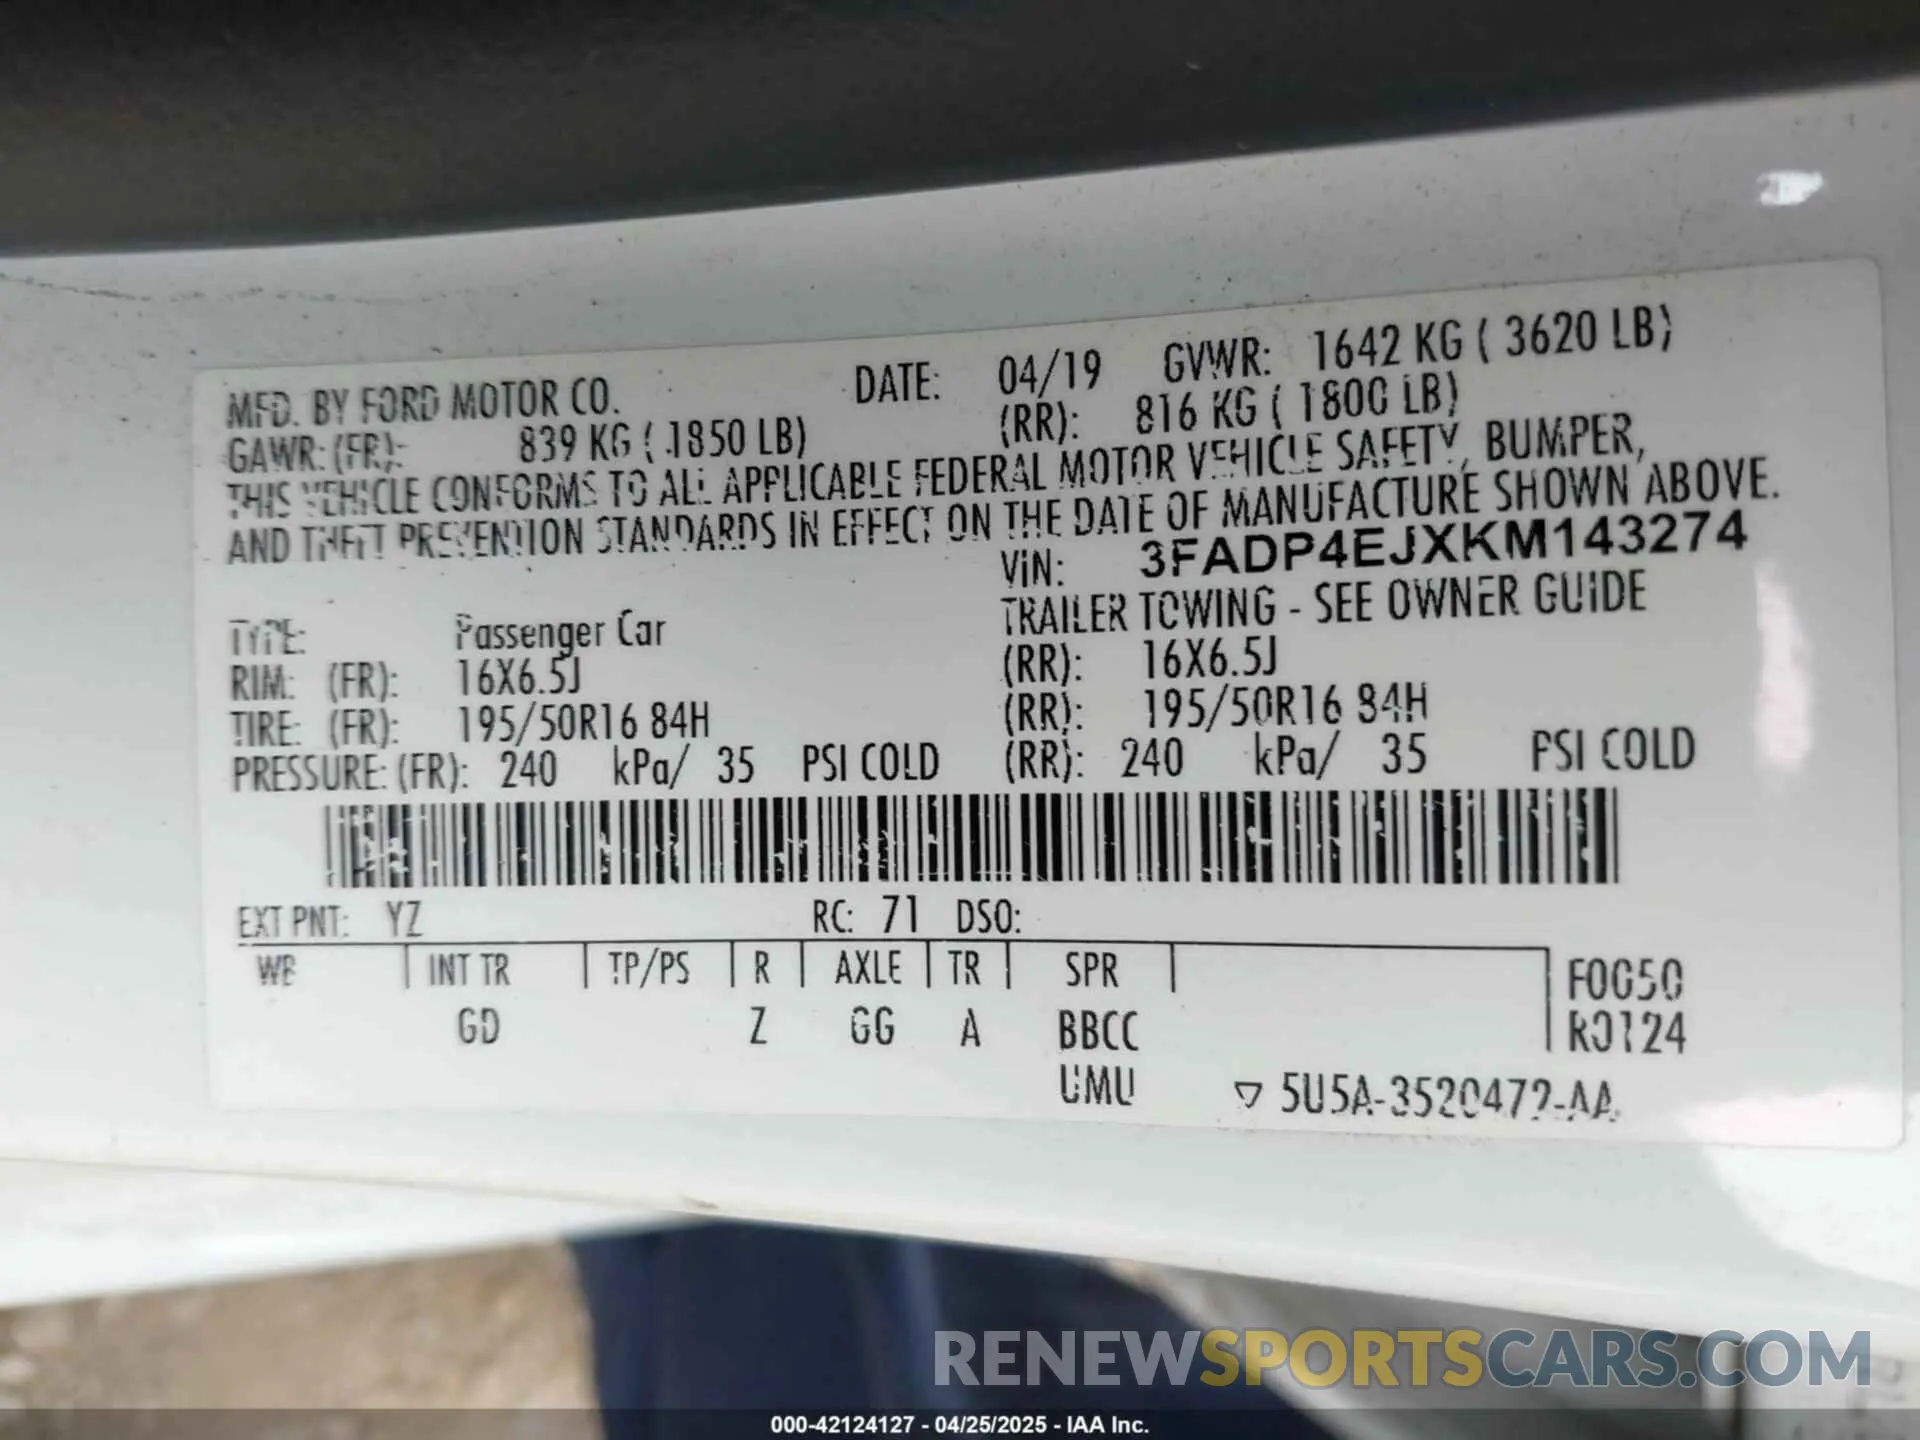 MFD. BY FORD MOTOR CO. DATE: 04/19 GVWR: 1642 KG ( 3620 LB)
GAWR: (FR): 839 KG ( 1850 LB) (RR): 816 KG ( 1800 LB)
THIS VEHICLE CONFORMS TO ALL APPLICABLE FEDERAL MOTOR VEHICLE SAFETY, BUMPER,
AND THEFT PREVENTION STANDARDS IN EFFECT ON THE DATE OF MANUFACTURE SHOWN ABOVE.
VIN: 3FADP4EJXKM143274
TRAILER TOWING - SEE OWNER GUIDE
TYPE: Passenger Car
RIM: (FR): 16X6.5J (RR): 16X6.5J
TIRE: (FR): 195/50R16 84H (RR): 195/50R16 84H
PRESSURE: (FR): 240 kPa/ 35 PSI COLD (RR): 240 kPa/ 35 PSI COLD
EXT PNT: YZ RC: 71 DSO:
WB INT TR TP/PS R AXLE TR SPR F0050
GD Z GG A BBCC R0124
UMU ▽ 5U5A-3520472-AA
RENEWSPORTSCARS.COM
000-42124127 - 04/25/2025 - IAA Inc.